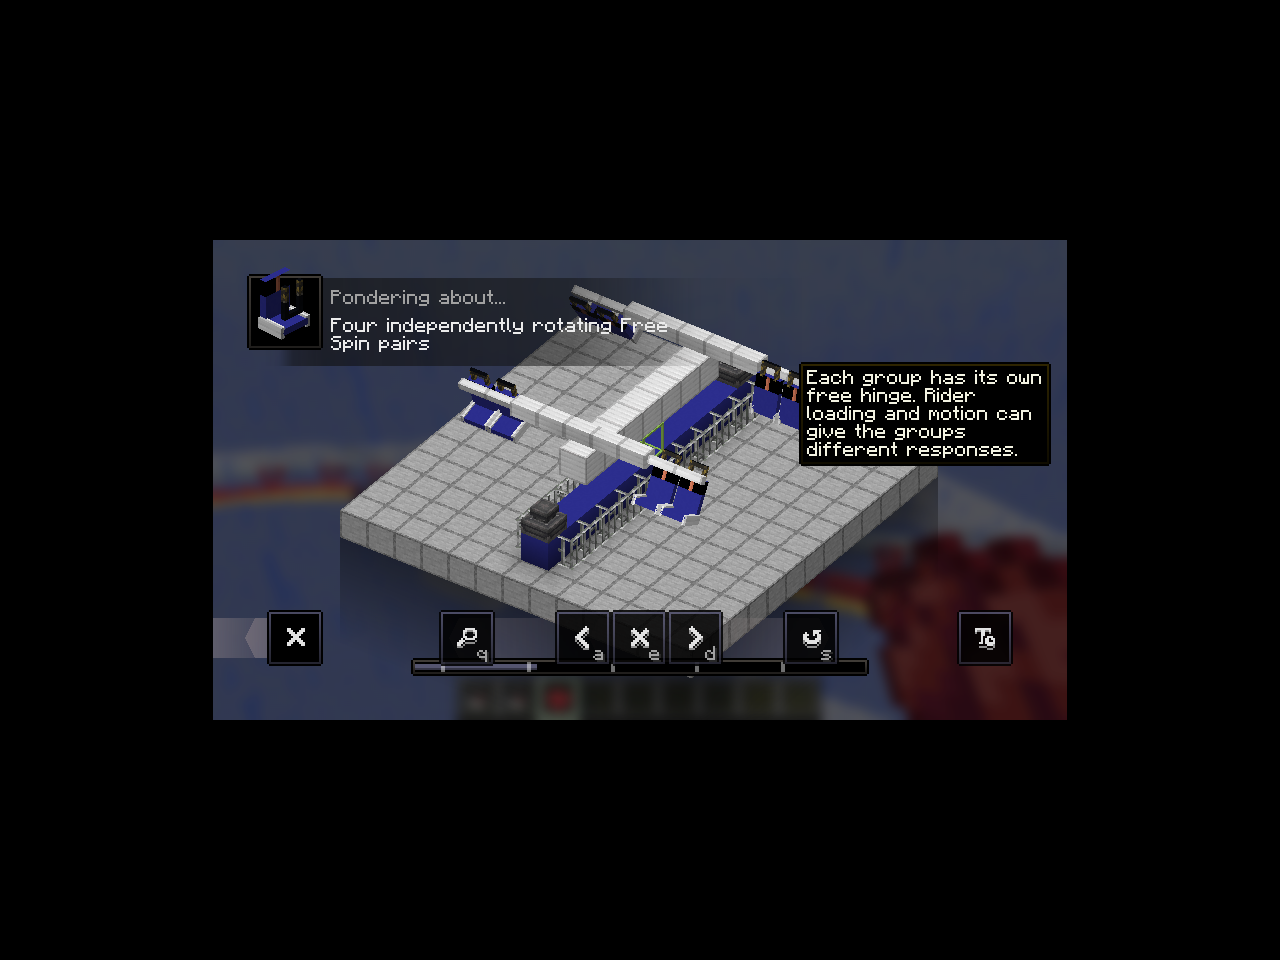 Pondering about...
Four independently rotating Free
Spin pairs
Each group has its own
free hinge. Rider
loading and motion can
give the groups
different responses.
q
a
e
d
s
T